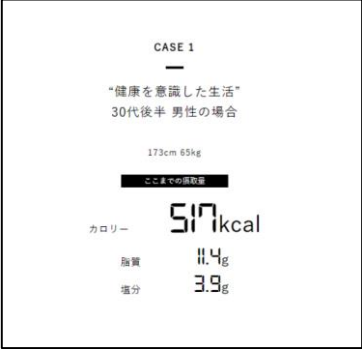 CASE 1
“健康を意識した生活”
30代後半 男性の場合
173cm 65kg
ここまでの摂取量
カロリー 517kcal
脂質 11.4g
塩分 3.9g